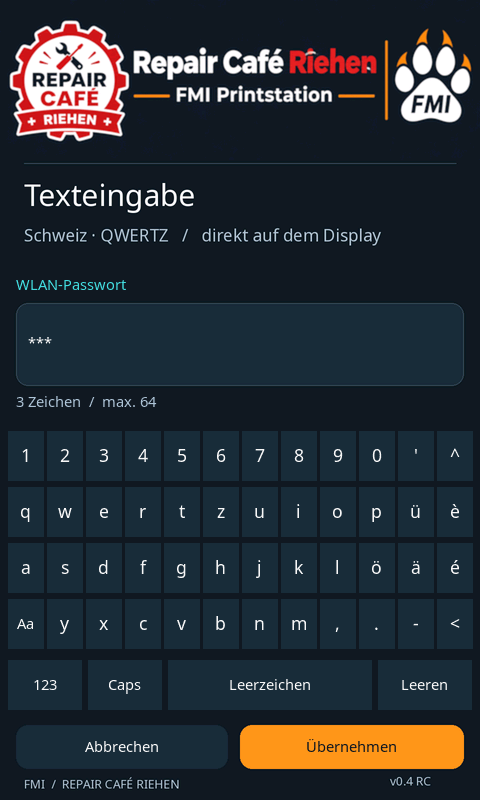 REPAIR
CAFÉ
+ RIEHEN +
Repair Café Riehen
FMI Printstation
FMI
Texteingabe
Schweiz · QWERTZ / direkt auf dem Display
WLAN-Passwort
***
3 Zeichen / max. 64
1 2 3 4 5 6 7 8 9 0 ' ^
q w e r t z u i o p ü è
a s d f g h j k l ö ä é
Aa y x c v b n m , . - <
123 Caps Leerzeichen Leeren
Abbrechen Übernehmen
FMI / REPAIR CAFÉ RIEHEN v0.4 RC